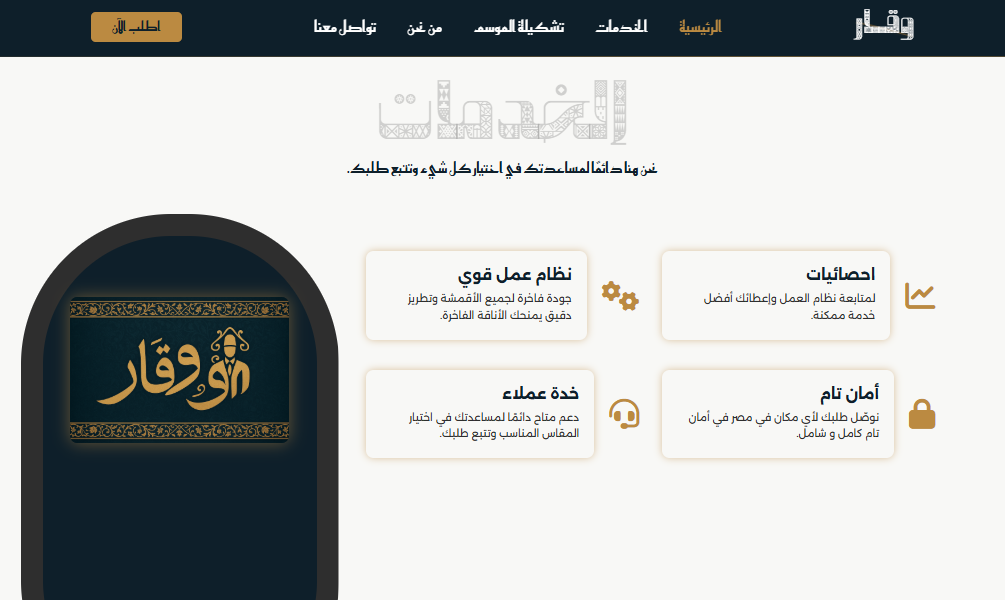 وقار
الرئيسية
الخدمات
تشكيلة الموسم
من نحن
تواصل معنا
اطلب الآن
الخدمات
نحن هنا دائمًا لمساعدتك في اختيار كل شيء وتتبع طلبك.
احصائيات
لمتابعة نظام العمل وإعطائك أفضل
خدمة ممكنة.
نظام عمل قوي
جودة فاخرة لجميع الأقمشة وتطريز
دقيق يمنحك الأناقة الفاخرة.
أمان تام
نوصّل طلبك لأي مكان في مصر في أمان
تام كامل و شامل.
خدة عملاء
دعم متاح دائمًا لمساعدتك في اختيار
المقاس المناسب وتتبع طلبك.
وقار